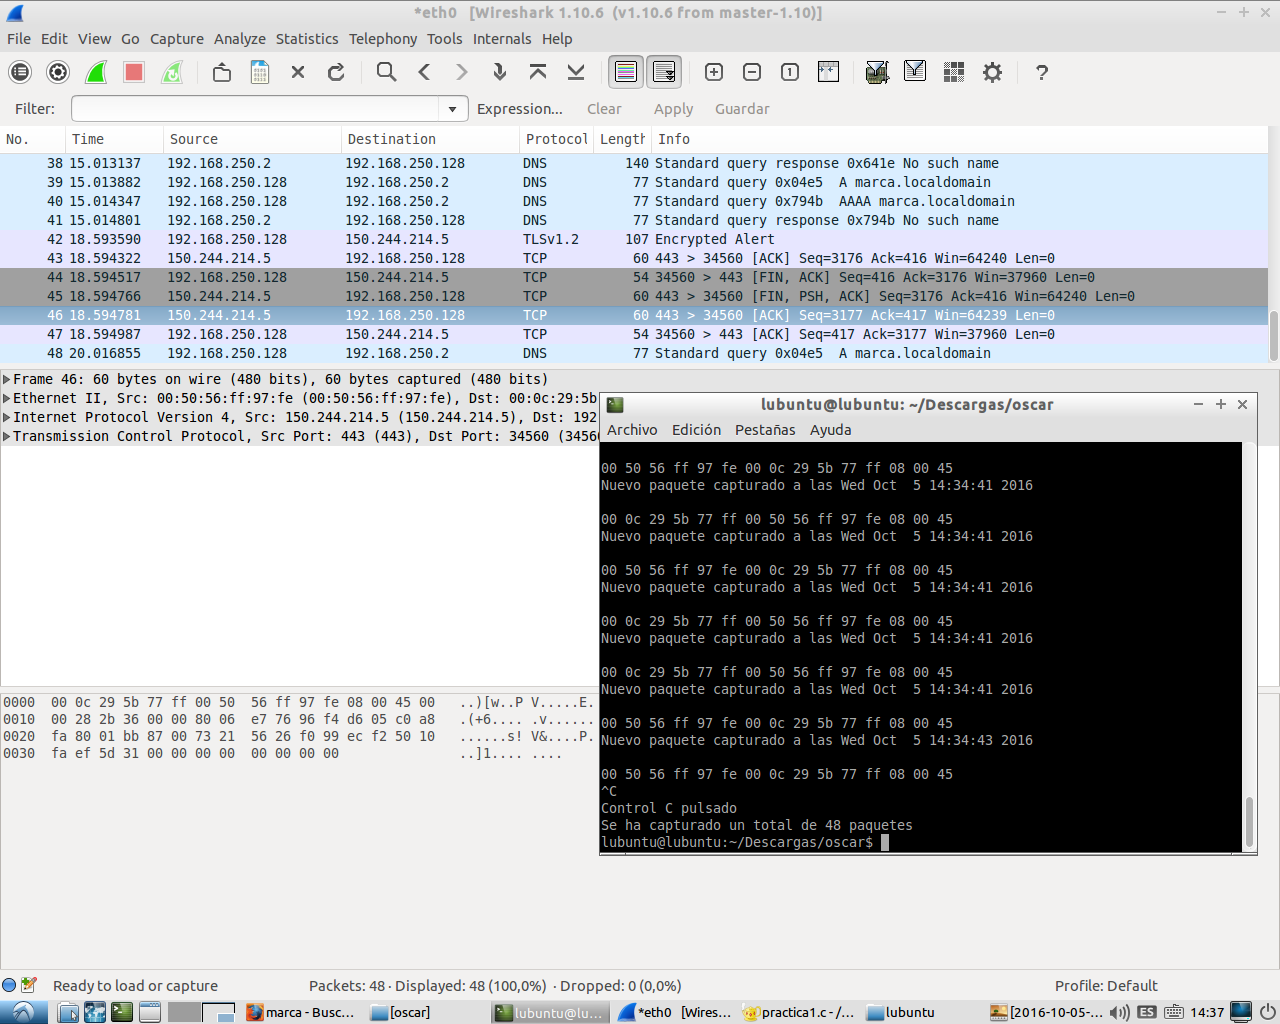 *eth0   [Wireshark 1.10.6  (v1.10.6 from master-1.10)]
File Edit View Go Capture Analyze Statistics Telephony Tools Internals Help
Filter: Expression... Clear Apply Guardar
No. Time Source Destination Protocol Length Info
38 15.013137 192.168.250.2 192.168.250.128 DNS 140 Standard query response 0x641e No such name
39 15.013882 192.168.250.128 192.168.250.2 DNS 77 Standard query 0x04e5  A marca.localdomain
40 15.014347 192.168.250.128 192.168.250.2 DNS 77 Standard query 0x794b  AAAA marca.localdomain
41 15.014801 192.168.250.2 192.168.250.128 DNS 77 Standard query response 0x794b No such name
42 18.593590 192.168.250.128 150.244.214.5 TLSv1.2 107 Encrypted Alert
43 18.594322 150.244.214.5 192.168.250.128 TCP 60 443 > 34560 [ACK] Seq=3176 Ack=416 Win=64240 Len=0
44 18.594517 192.168.250.128 150.244.214.5 TCP 54 34560 > 443 [FIN, ACK] Seq=416 Ack=3176 Win=37960 Len=0
45 18.594766 150.244.214.5 192.168.250.128 TCP 60 443 > 34560 [FIN, PSH, ACK] Seq=3176 Ack=416 Win=64240 Len=0
46 18.594781 150.244.214.5 192.168.250.128 TCP 60 443 > 34560 [ACK] Seq=3177 Ack=417 Win=64239 Len=0
47 18.594987 192.168.250.128 150.244.214.5 TCP 54 34560 > 443 [ACK] Seq=417 Ack=3177 Win=37960 Len=0
48 20.016855 192.168.250.128 192.168.250.2 DNS 77 Standard query 0x04e5  A marca.localdomain
Frame 46: 60 bytes on wire (480 bits), 60 bytes captured (480 bits)
Ethernet II, Src: 00:50:56:ff:97:fe (00:50:56:ff:97:fe), Dst: 00:0c:29:5b
Internet Protocol Version 4, Src: 150.244.214.5 (150.244.214.5), Dst: 192
Transmission Control Protocol, Src Port: 443 (443), Dst Port: 34560 (3456
lubuntu@lubuntu: ~/Descargas/oscar
Archivo Edición Pestañas Ayuda
00 50 56 ff 97 fe 00 0c 29 5b 77 ff 08 00 45
Nuevo paquete capturado a las Wed Oct  5 14:34:41 2016
00 0c 29 5b 77 ff 00 50 56 ff 97 fe 08 00 45
Nuevo paquete capturado a las Wed Oct  5 14:34:41 2016
00 50 56 ff 97 fe 00 0c 29 5b 77 ff 08 00 45
Nuevo paquete capturado a las Wed Oct  5 14:34:41 2016
00 0c 29 5b 77 ff 00 50 56 ff 97 fe 08 00 45
Nuevo paquete capturado a las Wed Oct  5 14:34:41 2016
00 0c 29 5b 77 ff 00 50 56 ff 97 fe 08 00 45
Nuevo paquete capturado a las Wed Oct  5 14:34:41 2016
00 50 56 ff 97 fe 00 0c 29 5b 77 ff 08 00 45
Nuevo paquete capturado a las Wed Oct  5 14:34:43 2016
00 50 56 ff 97 fe 00 0c 29 5b 77 ff 08 00 45
^C
Control C pulsado
Se ha capturado un total de 48 paquetes
lubuntu@lubuntu:~/Descargas/oscar$
0000  00 0c 29 5b 77 ff 00 50  56 ff 97 fe 08 00 45 00   ..)[w..P V.....E.
0010  00 28 2b 36 00 00 80 06  e7 76 96 f4 d6 05 c0 a8   .(+6.... .v......
0020  fa 80 01 bb 87 00 73 21  56 26 f0 99 ec f2 50 10   ......s! V&....P.
0030  fa ef 5d 31 00 00 00 00  00 00 00 00   ..]1.... ....
Ready to load or capture Packets: 48 · Displayed: 48 (100,0%)  · Dropped: 0 (0,0%) Profile: Default
marca - Busc... [oscar] lubuntu@lu... *eth0   [Wires... practica1.c - /... lubuntu [2016-10-05-... ES 14:37